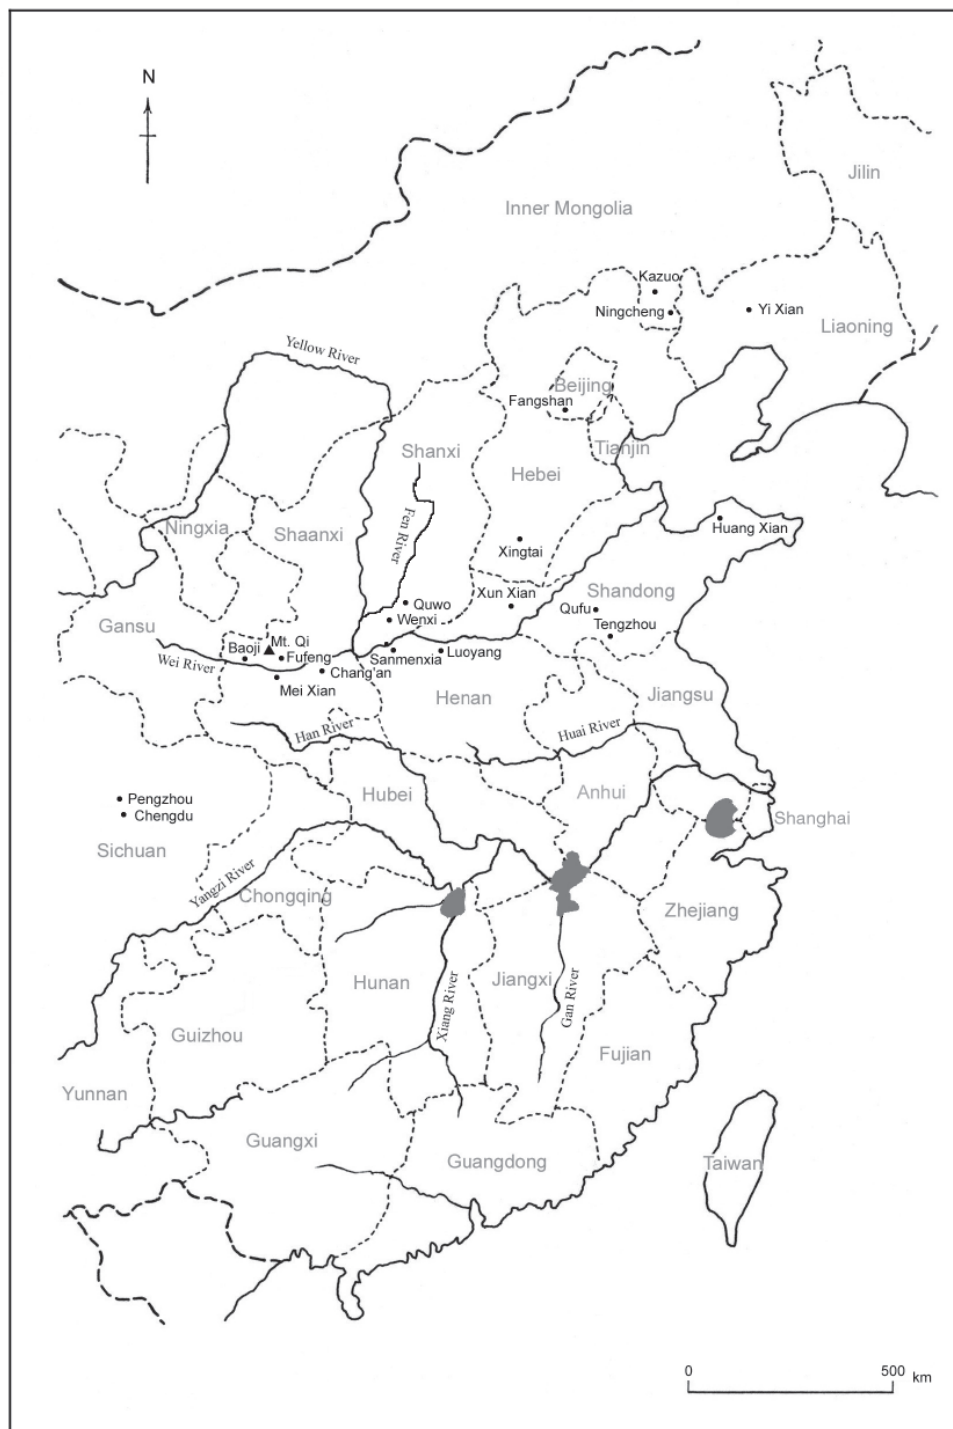 N
Jilin
Inner Mongolia
Kazuo
Ningcheng
Yi Xian
Liaoning
Yellow River
Beijing
Fangshan
Shanxi
Tianjin
Hebei
Ningxia
Shaanxi
Fen River
Huang Xian
Xingtai
Xun Xian
Shandong
Quwo
Qufu
Wenxi
Tengzhou
Gansu
Mt. Qi
Baoji
Fufeng
Sanmenxia
Luoyang
Wei River
Chang'an
Mei Xian
Henan
Jiangsu
Han River
Huai River
Hubei
Anhui
Pengzhou
Chengdu
Shanghai
Sichuan
Yangzi River
Chongqing
Zhejiang
Hunan
Jiangxi
Xiang River
Gan River
Guizhou
Fujian
Yunnan
Guangxi
Guangdong
Taiwan
0 500 km